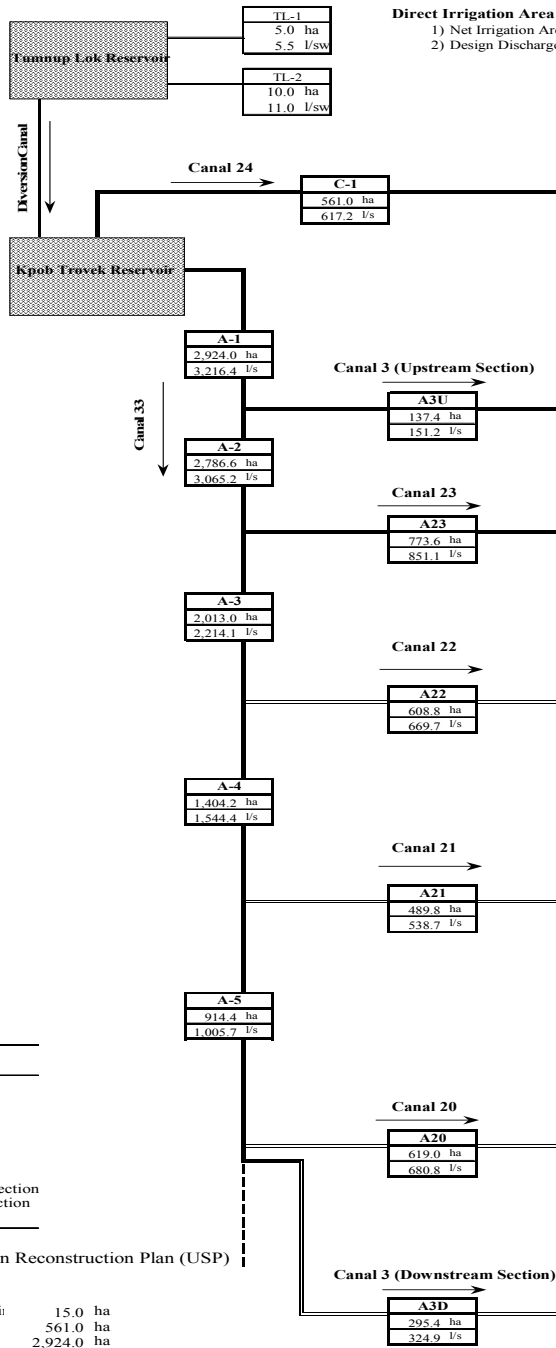 TL-1
5.0 ha
5.5 l/sw
Direct Irrigation Area
1) Net Irrigation
2) Design Discharge
Tumnup Lok Reservoir
TL-2
10.0 ha
11.0 l/sw
Diversion Canal
Canal 24
C-1
561.0 ha
617.2 l/s
Kpob Trovek Reservoir
A-1
2,924.0 ha
3,216.4 l/s
Canal 3 (Upstream Section)
A3U
137.4 ha
151.2 l/s
Canal 33
A-2
2,786.6 ha
3,065.2 l/s
Canal 23
A23
773.6 ha
851.1 l/s
A-3
2,013.0 ha
2,214.1 l/s
Canal 22
A22
608.8 ha
669.7 l/s
A-4
1,404.2 ha
1,544.4 l/s
Canal 21
A21
489.8 ha
538.7 l/s
A-5
914.4 ha
1,005.7 l/s
Canal 20
A20
619.0 ha
680.8 l/s
ection
ction
n Reconstruction Plan (USP)
Canal 3 (Downstream Section)
A3D
295.4 ha
324.9 l/s
15.0 ha
561.0 ha
2,924.0 ha